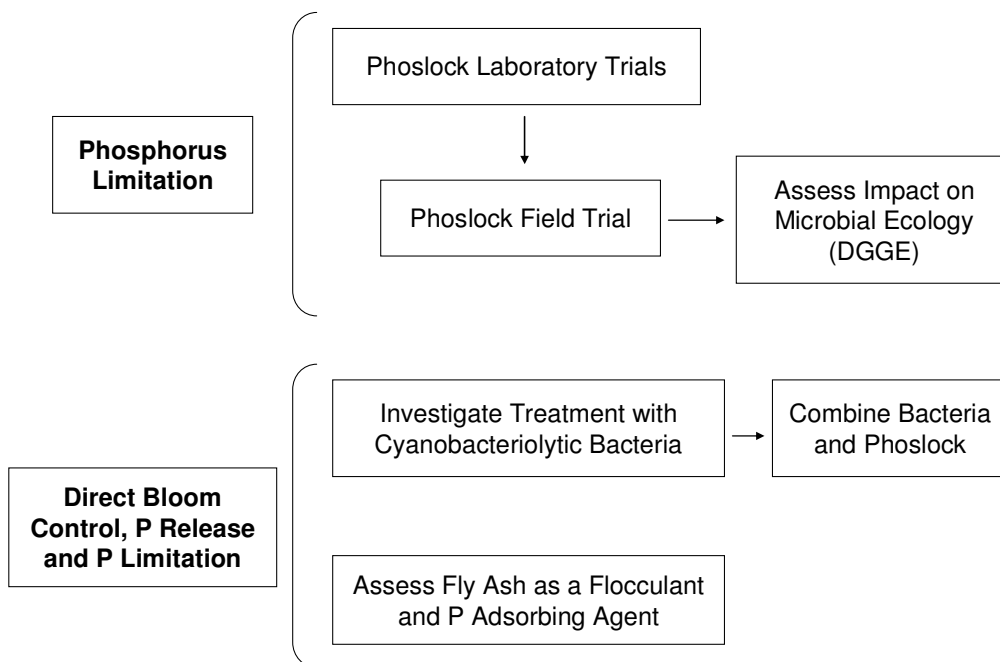 Phosphorus
Limitation
Phoslock Laboratory Trials
Phoslock Field Trial
Assess Impact on
Microbial Ecology
(DGGE)
Direct Bloom
Control, P Release
and P Limitation
Investigate Treatment with
Cyanobacteriolytic Bacteria
Combine Bacteria
and Phoslock
Assess Fly Ash as a Flocculant
and P Adsorbing Agent